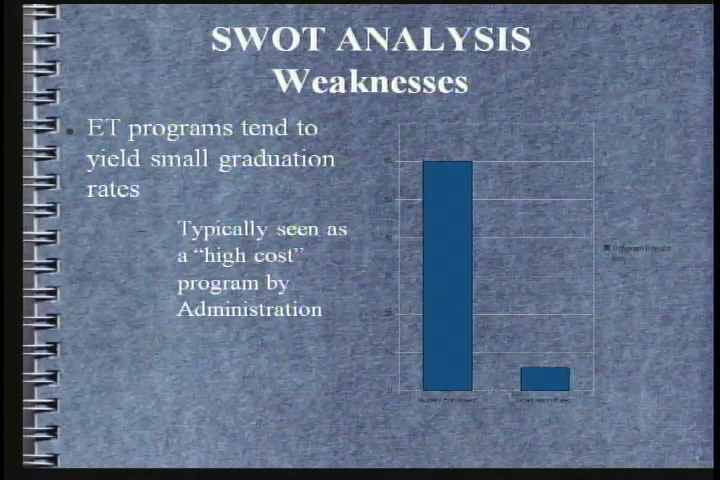 SWOT ANALYSIS
Weaknesses
ET programs tend to
yield small graduation
rates
Typically seen as
a “high cost”
program by
Administration